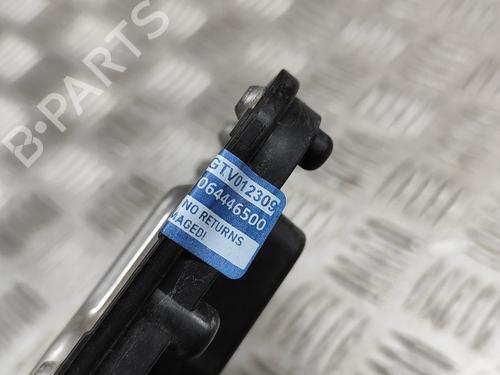 B-PARTS
GTV012309
064446500
NO RETURNS
MAGED!